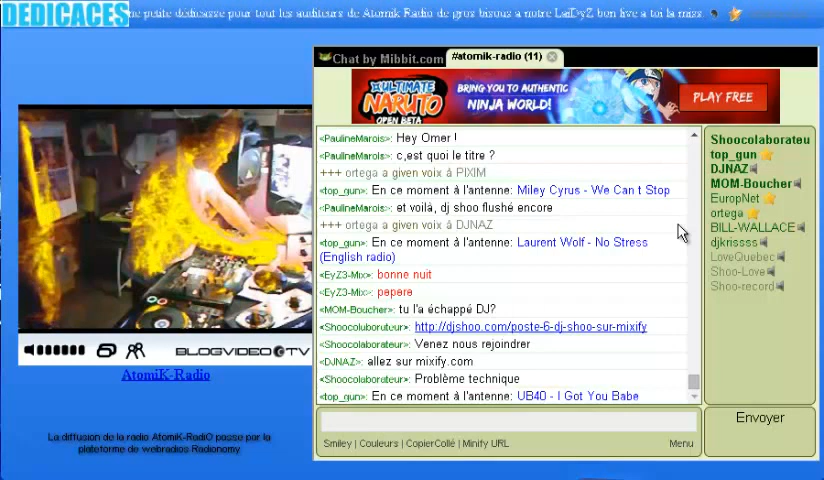 DEDICACES
ne petite dédicasse pour tout les auditeurs de Atomik Radio de gros bisous a notre LadyZ bon live a toi la miss
Chat by Mibbit.com
#atomik-radio (11)
ULTIMATE
NARUTO
OPEN BETA
BRING YOU TO AUTHENTIC
NINJA WORLD!
PLAY FREE
<PaulineMarois>: Hey Omer !
<PaulineMarois>: c,est quoi le titre ?
+++ ortega a given voix à PIXIM
<top_gun>: En ce moment à l'antenne: Miley Cyrus - We Can t Stop
<PaulineMarois>: et voilà, dj shoo flushé encore
+++ ortega a given voix à DJNAZ
<top_gun>: En ce moment à l'antenne: Laurent Wolf - No Stress
(English radio)
<EyZ3-Mix>: bonne nuit
<EyZ3-Mix>: pepere
<MOM-Boucher>: tu l'a échappé DJ?
<Shoocolaboruteur> http://djshoo.com/poste-6-dj-shoo-sur-mixify
<Shoocolaborateur>: Venez nous rejoindrer
<DJNAZ>: allez sur mixify.com
<Shoocolaborateur>: Problème technique
<top_gun>: En ce moment à l'antenne: UB40 - I Got You Babe
Shoocolaborateu
top_gun
DJNAZ
MOM-Boucher
EuropNet
ortega
BILL-WALLACE
djkrissss
LoveQuebec
Shoo-Love
Shoo-record
Smiley | Couleurs | CopierCollé | Minify URL
Menu
Envoyer
BLOGVIDEO TV
AtomiK-Radio
La diffusion de la radio AtomiK-RadiO passe par la
plateforme de webradios Radionomy